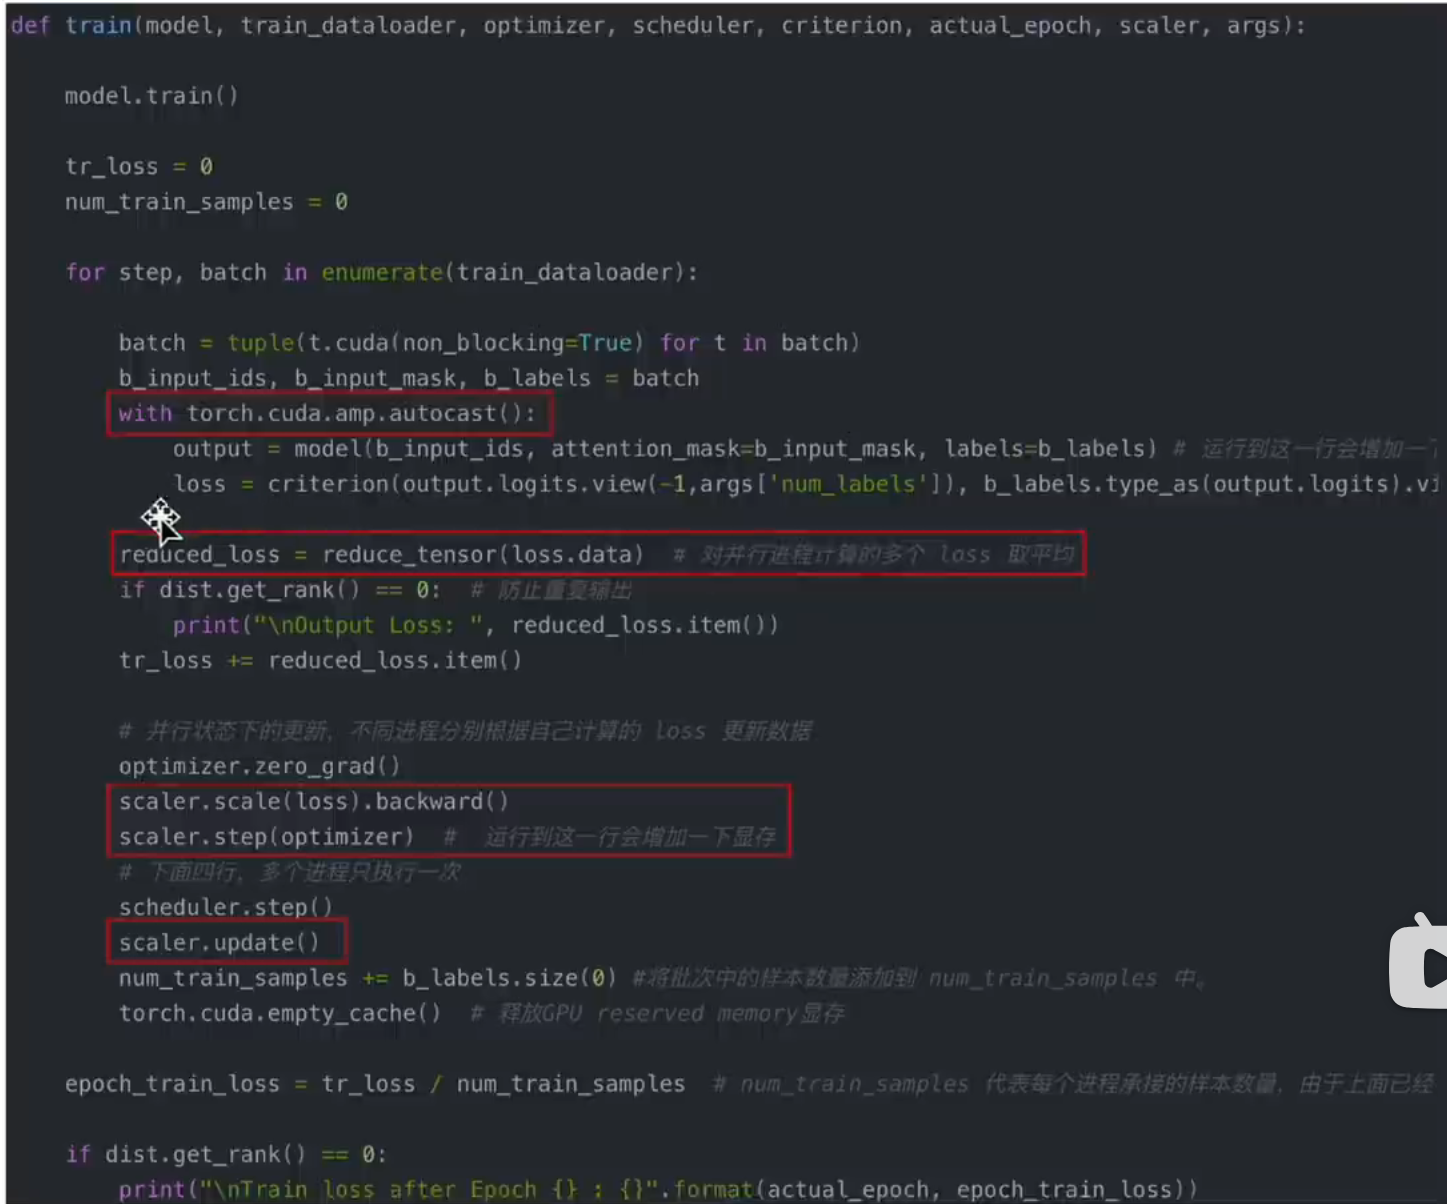 def train(model, train_dataloader, optimizer, scheduler, criterion, actual_epoch, scaler, args):
model.train()
tr_loss = 0
num_train_samples = 0
for step, batch in enumerate(train_dataloader):
batch = tuple(t.cuda(non_blocking=True) for t in batch)
b_input_ids, b_input_mask, b_labels = batch
with torch.cuda.amp.autocast():
output = model(b_input_ids, attention_mask=b_input_mask, labels=b_labels) # 运行到这一行会增加一
loss = criterion(output.logits.view(-1,args['num_labels']), b_labels.type_as(output.logits).vi
reduced_loss = reduce_tensor(loss.data) # 对并行进程计算的多个 loss 取平均
if dist.get_rank() == 0: # 防止重复输出
print("\nOutput Loss: ", reduced_loss.item())
tr_loss += reduced_loss.item()
# 并行状态下的更新，不同进程分别根据自己计算的 loss 更新数据
optimizer.zero_grad()
scaler.scale(loss).backward()
scaler.step(optimizer) # 运行到这一行会增加一下显存
# 下面四行，多个进程只执行一次
scheduler.step()
scaler.update()
num_train_samples += b_labels.size(0) #将批次中的样本数量添加到 num_train_samples 中。
torch.cuda.empty_cache() # 释放GPU reserved memory显存
epoch_train_loss = tr_loss / num_train_samples # num_train_samples 代表每个进程承接的样本数量，由于上面已经
if dist.get_rank() == 0:
print("\nTrain loss after Epoch {} : {}".format(actual_epoch, epoch_train_loss))